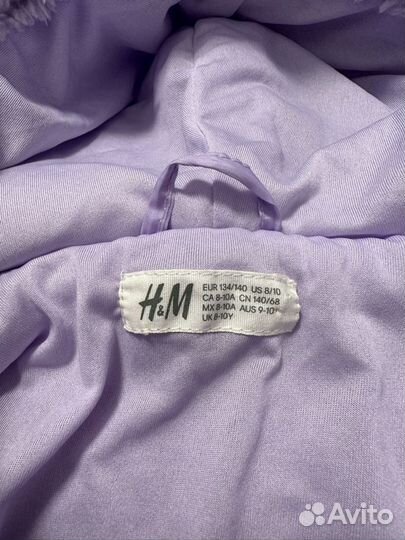 H&M
EUR 134/140 US 8/10
CA 8-10A CN 140/68
MX 8-10A AUS 9-10
UK 8-10Y
Avito